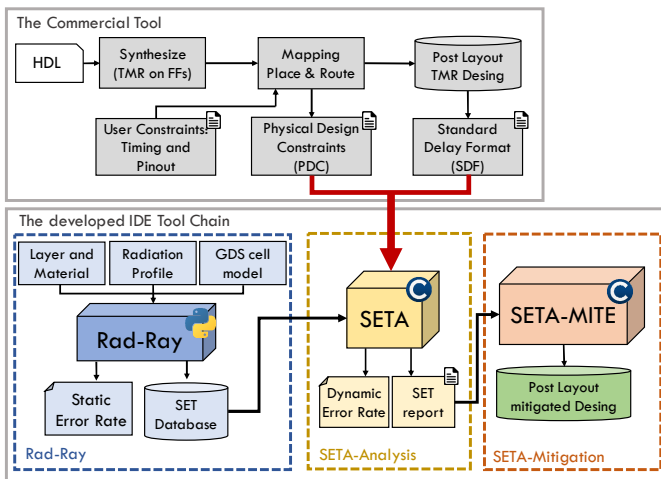 The Commercial Tool
HDL
Synthesize
(TMR on FFs)
Mapping
Place & Route
Post Layout
TMR Desing
User Constraints:
Timing and
Pinout
Physical Design
Constraints
(PDC)
Standard
Delay Format
(SDF)
The developed IDE Tool Chain
Layer and
Material
Radiation
Profile
GDS cell
model
Rad-Ray
Static
Error Rate
SET
Database
Rad-Ray
C
SETA
Dynamic
Error Rate
SET
report
SETA-Analysis
C
SETA-MITE
Post Layout
mitigated Desing
SETA-Mitigation